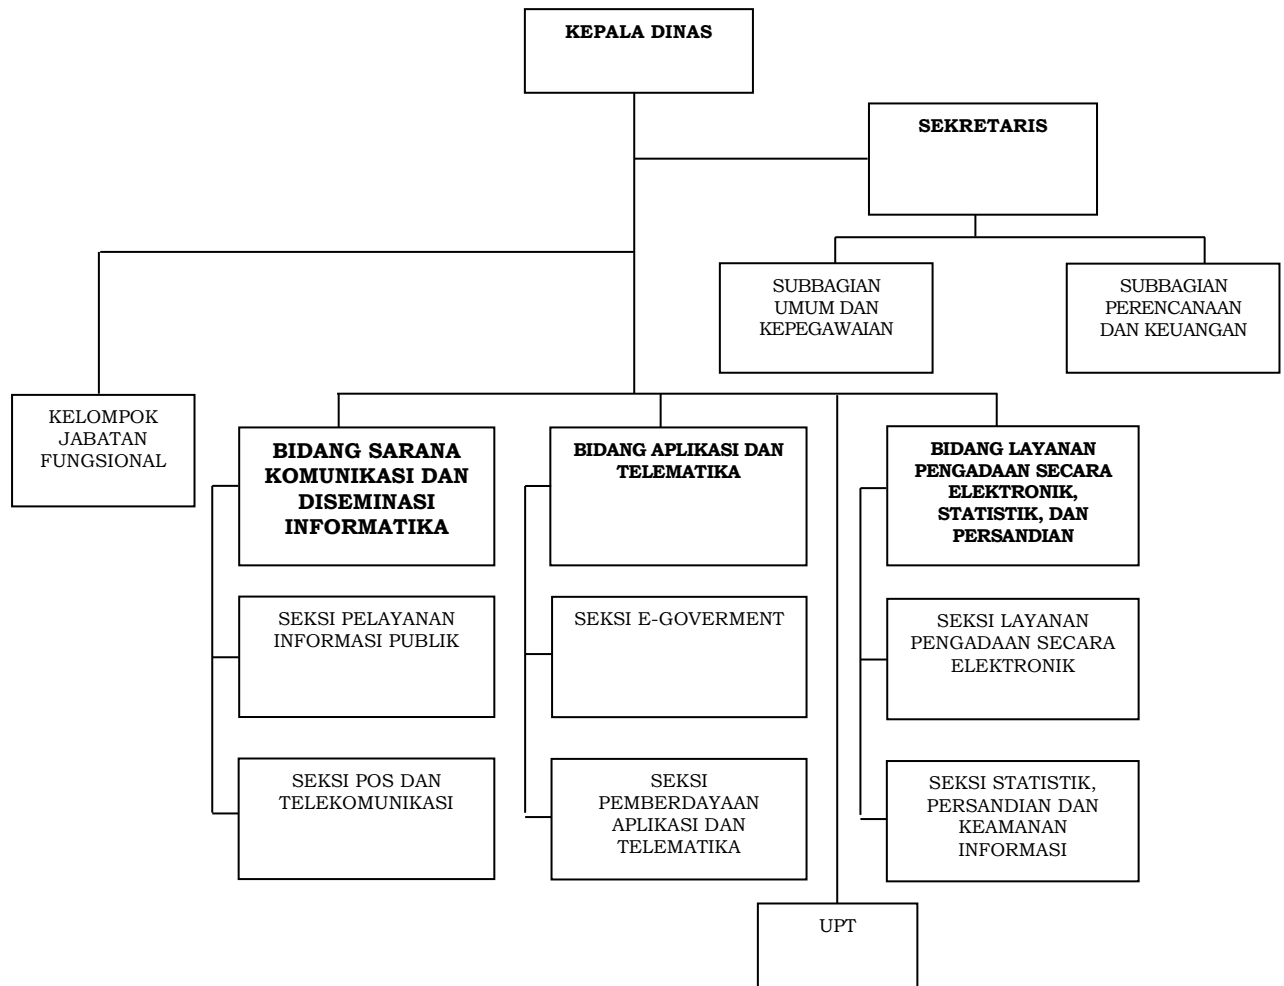 KEPALA DINAS
SEKRETARIS
SUBBAGIAN
UMUM DAN
KEPEGAWAIAN
SUBBAGIAN
PERENCANAAN
DAN KEUANGAN
KELOMPOK
JABATAN
FUNGSIONAL
BIDANG SARANA
KOMUNIKASI DAN
DISEMINASI
INFORMATIKA
BIDANG APLIKASI DAN
TELEMATIKA
BIDANG LAYANAN
PENGADAAN SECARA
ELEKTRONIK,
STATISTIK, DAN
PERSANDIAN
SEKSI PELAYANAN
INFORMASI PUBLIK
SEKSI E-GOVERMENT
SEKSI LAYANAN
PENGADAAN SECARA
ELEKTRONIK
SEKSI POS DAN
TELEKOMUNIKASI
SEKSI
PEMBERDAYAAN
APLIKASI DAN
TELEMATIKA
SEKSI STATISTIK,
PERSANDIAN DAN
KEAMANAN
INFORMASI
UPT